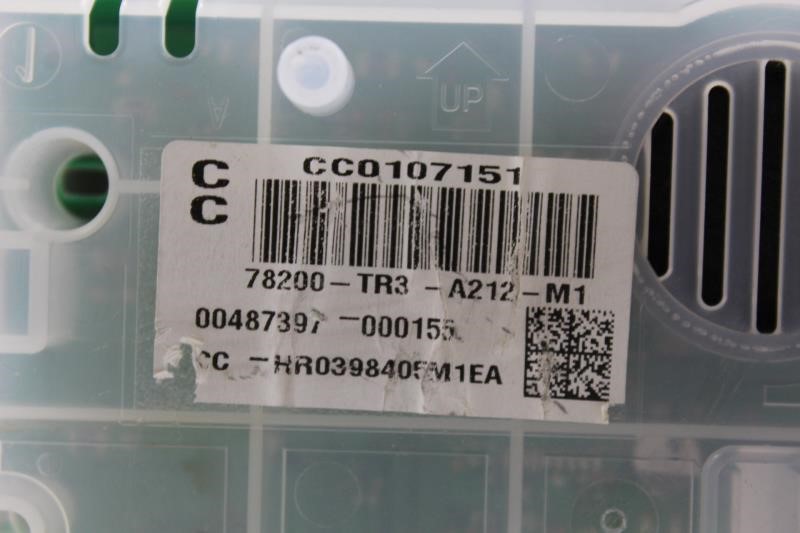 UP
A
C
C
CC0107151
78200-TR3-A212-M1
00487397-000155
CC-HR0398405M1EA